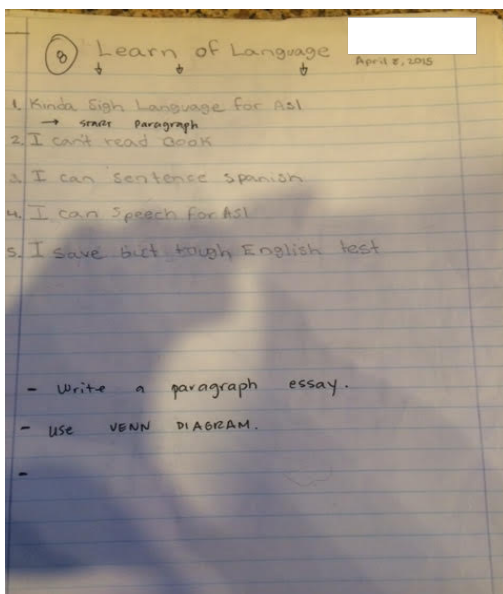 8 Learn of Language
April 8, 2015
1. Kinda Sigh Language for Asl
→ START Paragraph
2. I can't read Book
3. I can sentence spanish
4. I can Speech for Asl
5. I save but tough English test
- Write a paragraph essay.
- USE VENN DIAGRAM.
-